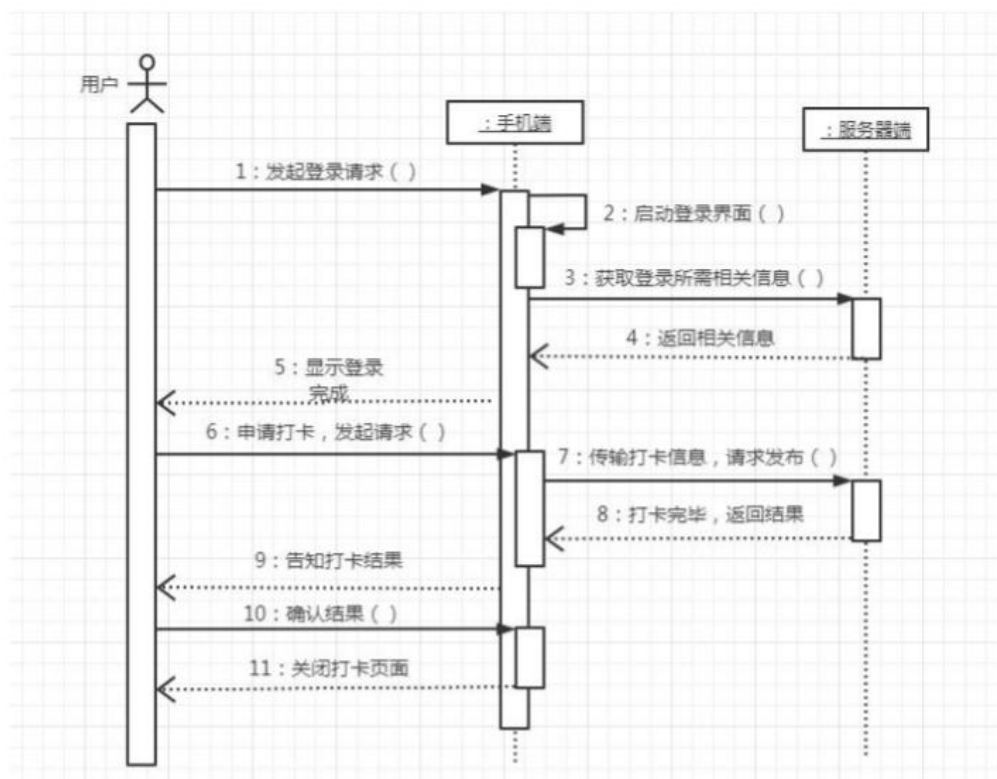 用户
：手机端
：服务器端
1：发起登录请求（ ）
2：启动登录界面（ ）
3：获取登录所需相关信息（ ）
4：返回相关信息
5：显示登录
完成
6：申请打卡，发起请求（ ）
7：传输打卡信息，请求发布（ ）
8：打卡完毕，返回结果
9：告知打卡结果
10：确认结果（ ）
11：关闭打卡页面